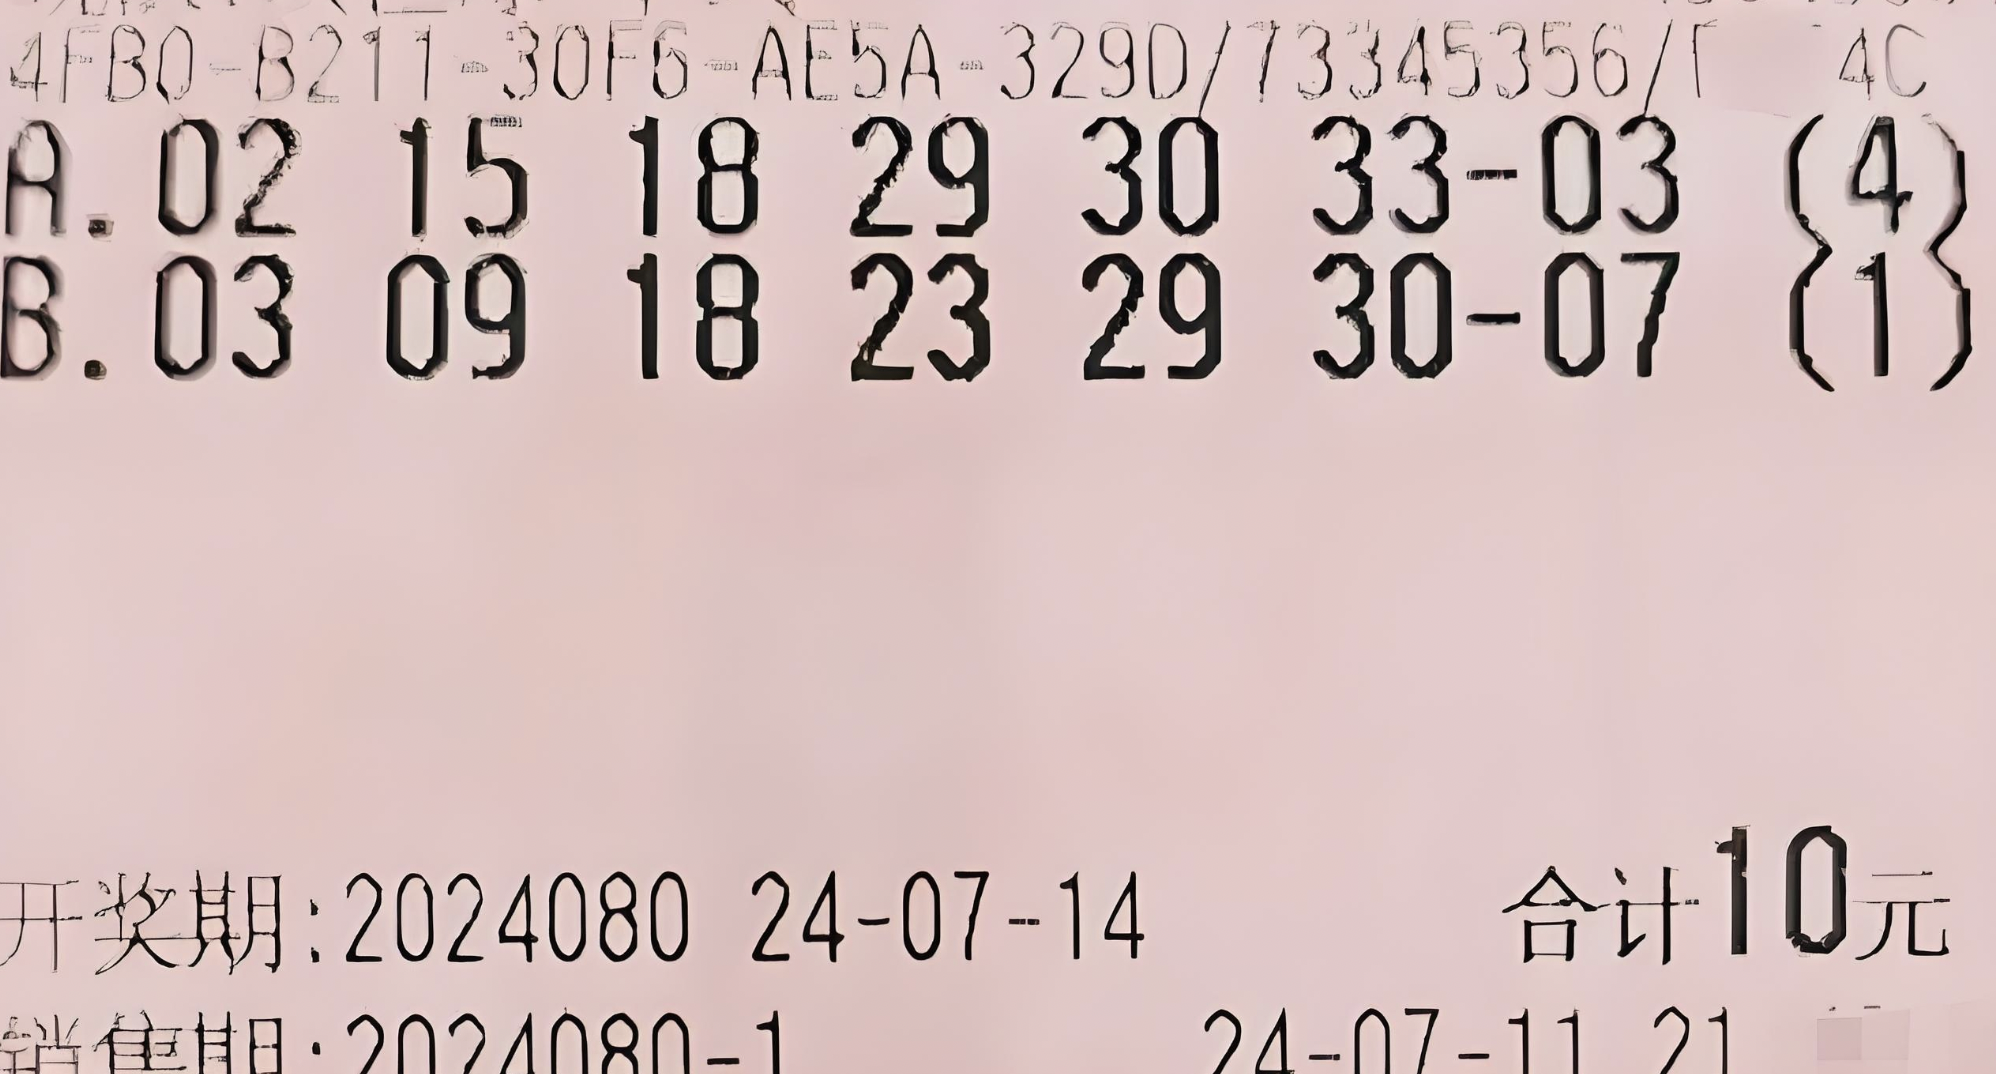 4FB0-B211-30F6-AE5A-329D/73345356/ 4C
A.02 15 18 29 30 33-03 (4)
B.03 09 18 23 29 30-07 (1)
开奖期:2024080 24-07-14 合计10元
销售期:2024080-1 24-07-11 21